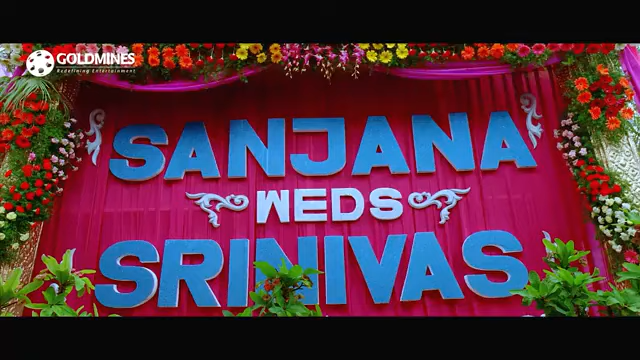 GOLDMINES
Redefining Entertainment
SANJANA
WEDS
SRINIVAS